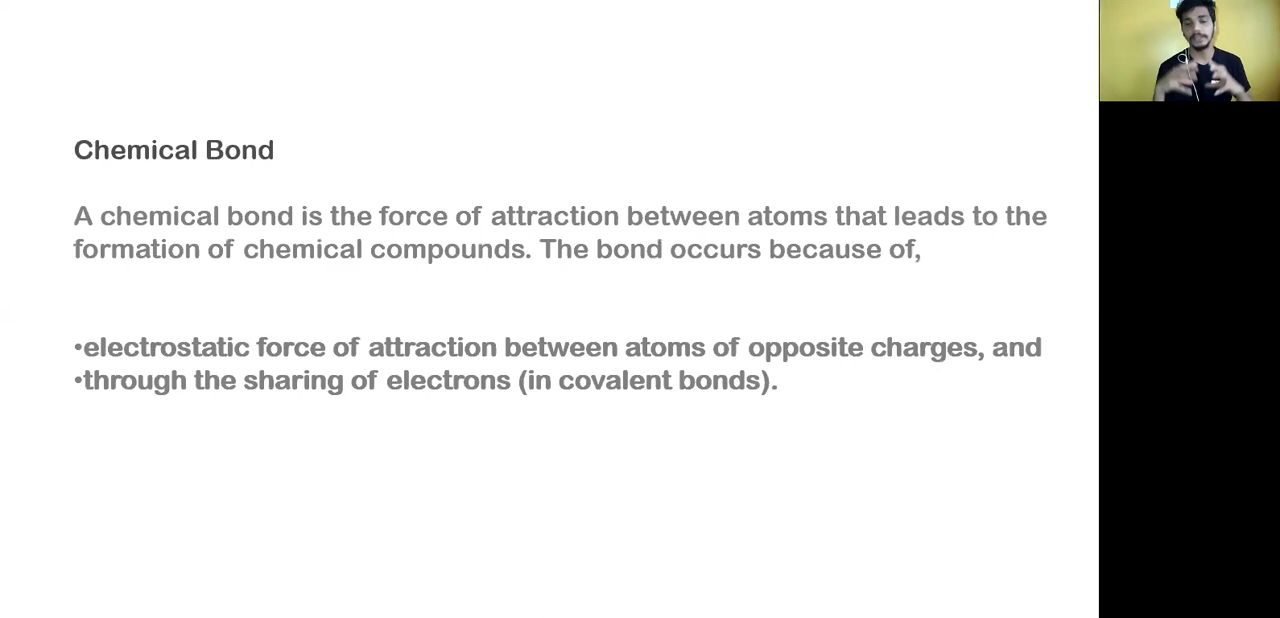 Chemical Bond
A chemical bond is the force of attraction between atoms that leads to the
formation of chemical compounds. The bond occurs because of,
•electrostatic force of attraction between atoms of opposite charges, and
•through the sharing of electrons (in covalent bonds).